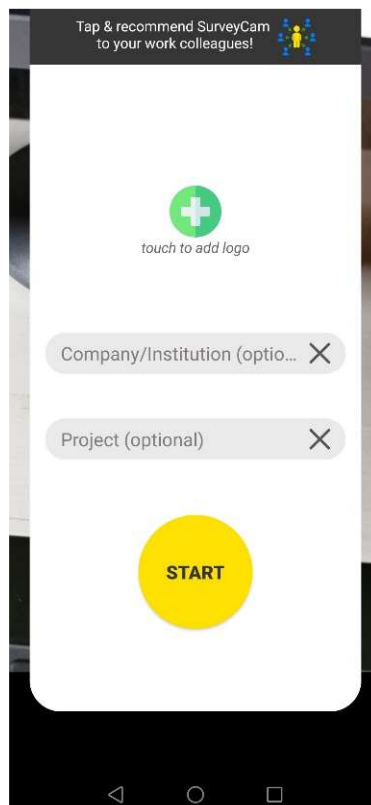 Tap & recommend SurveyCam
to your work colleagues!
touch to add logo
Company/Institution (optio...
Project (optional)
START